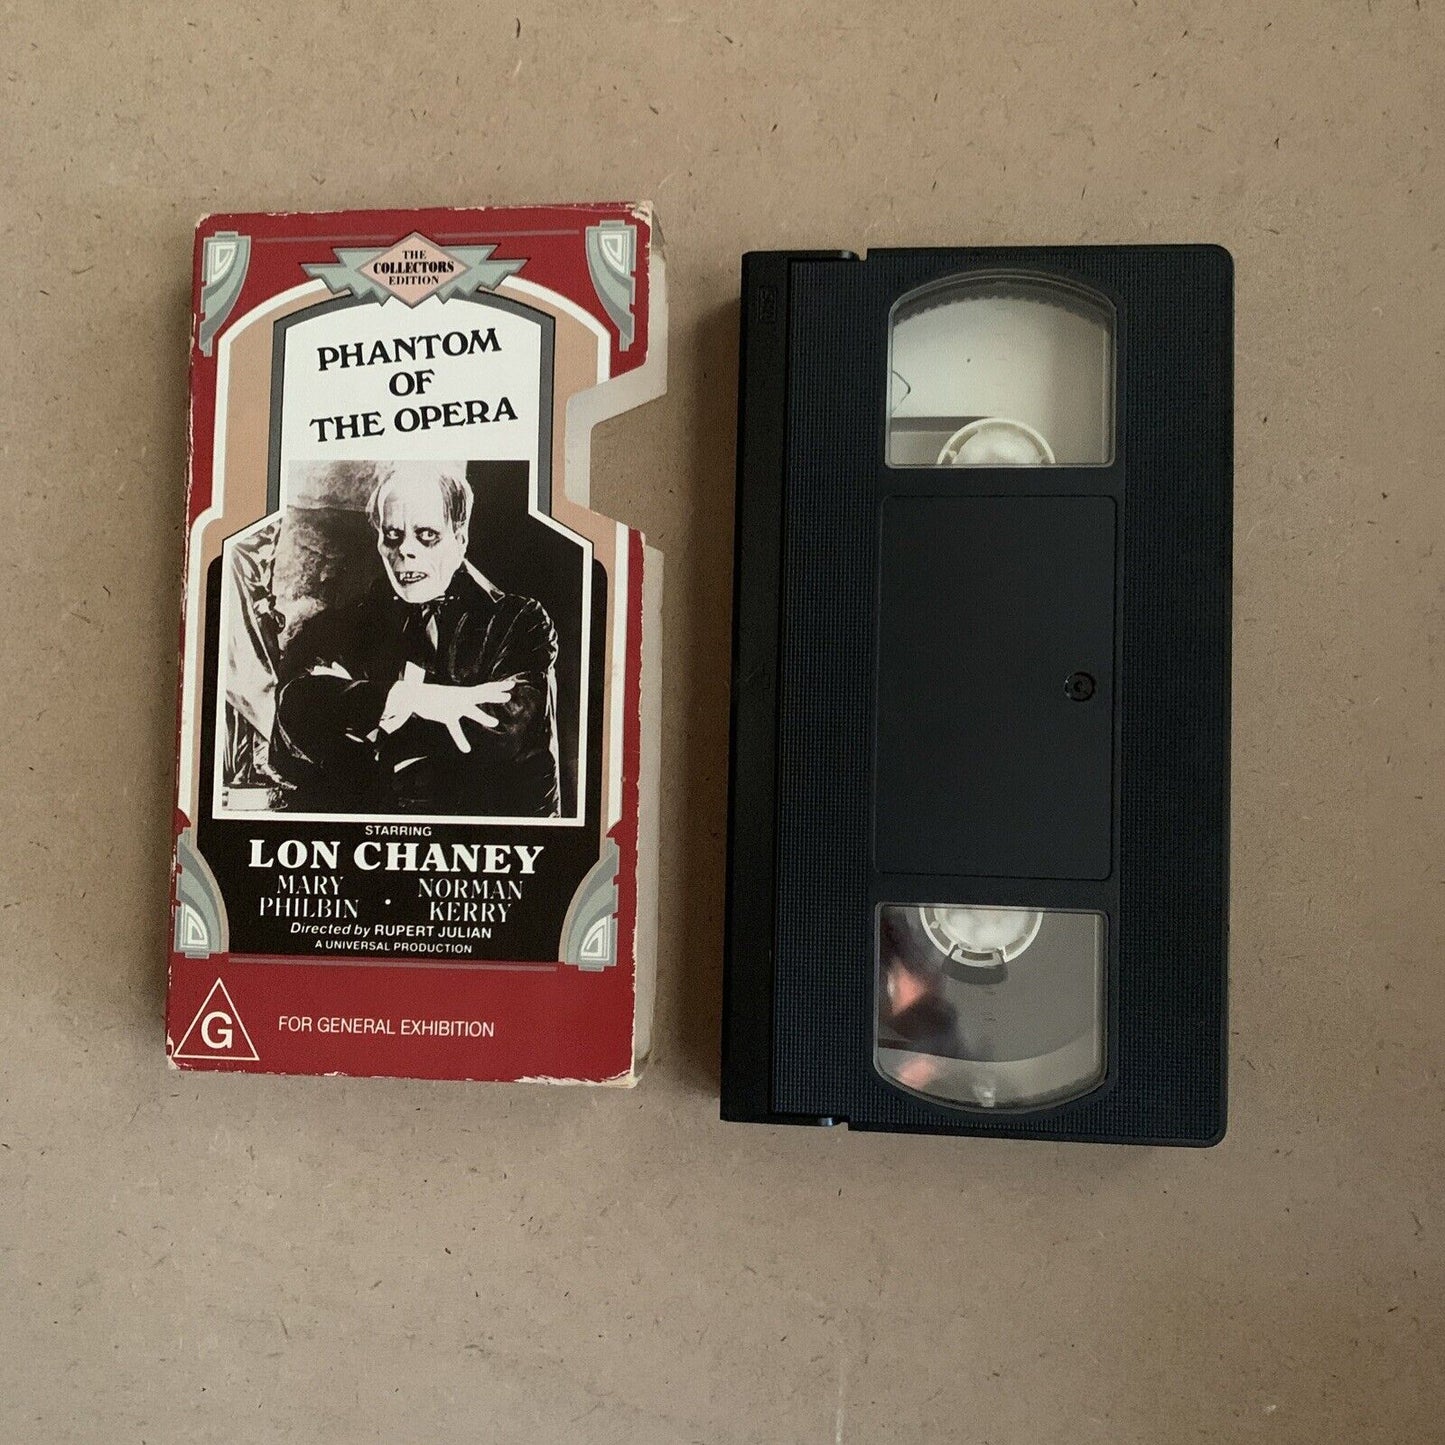 THE
COLLECTORS
EDITION
PHANTOM
OF
THE OPERA
STARRING
LON CHANEY
MARY PHILBIN • NORMAN KERRY
Directed by RUPERT JULIAN
A UNIVERSAL PRODUCTION
G FOR GENERAL EXHIBITION
VHS